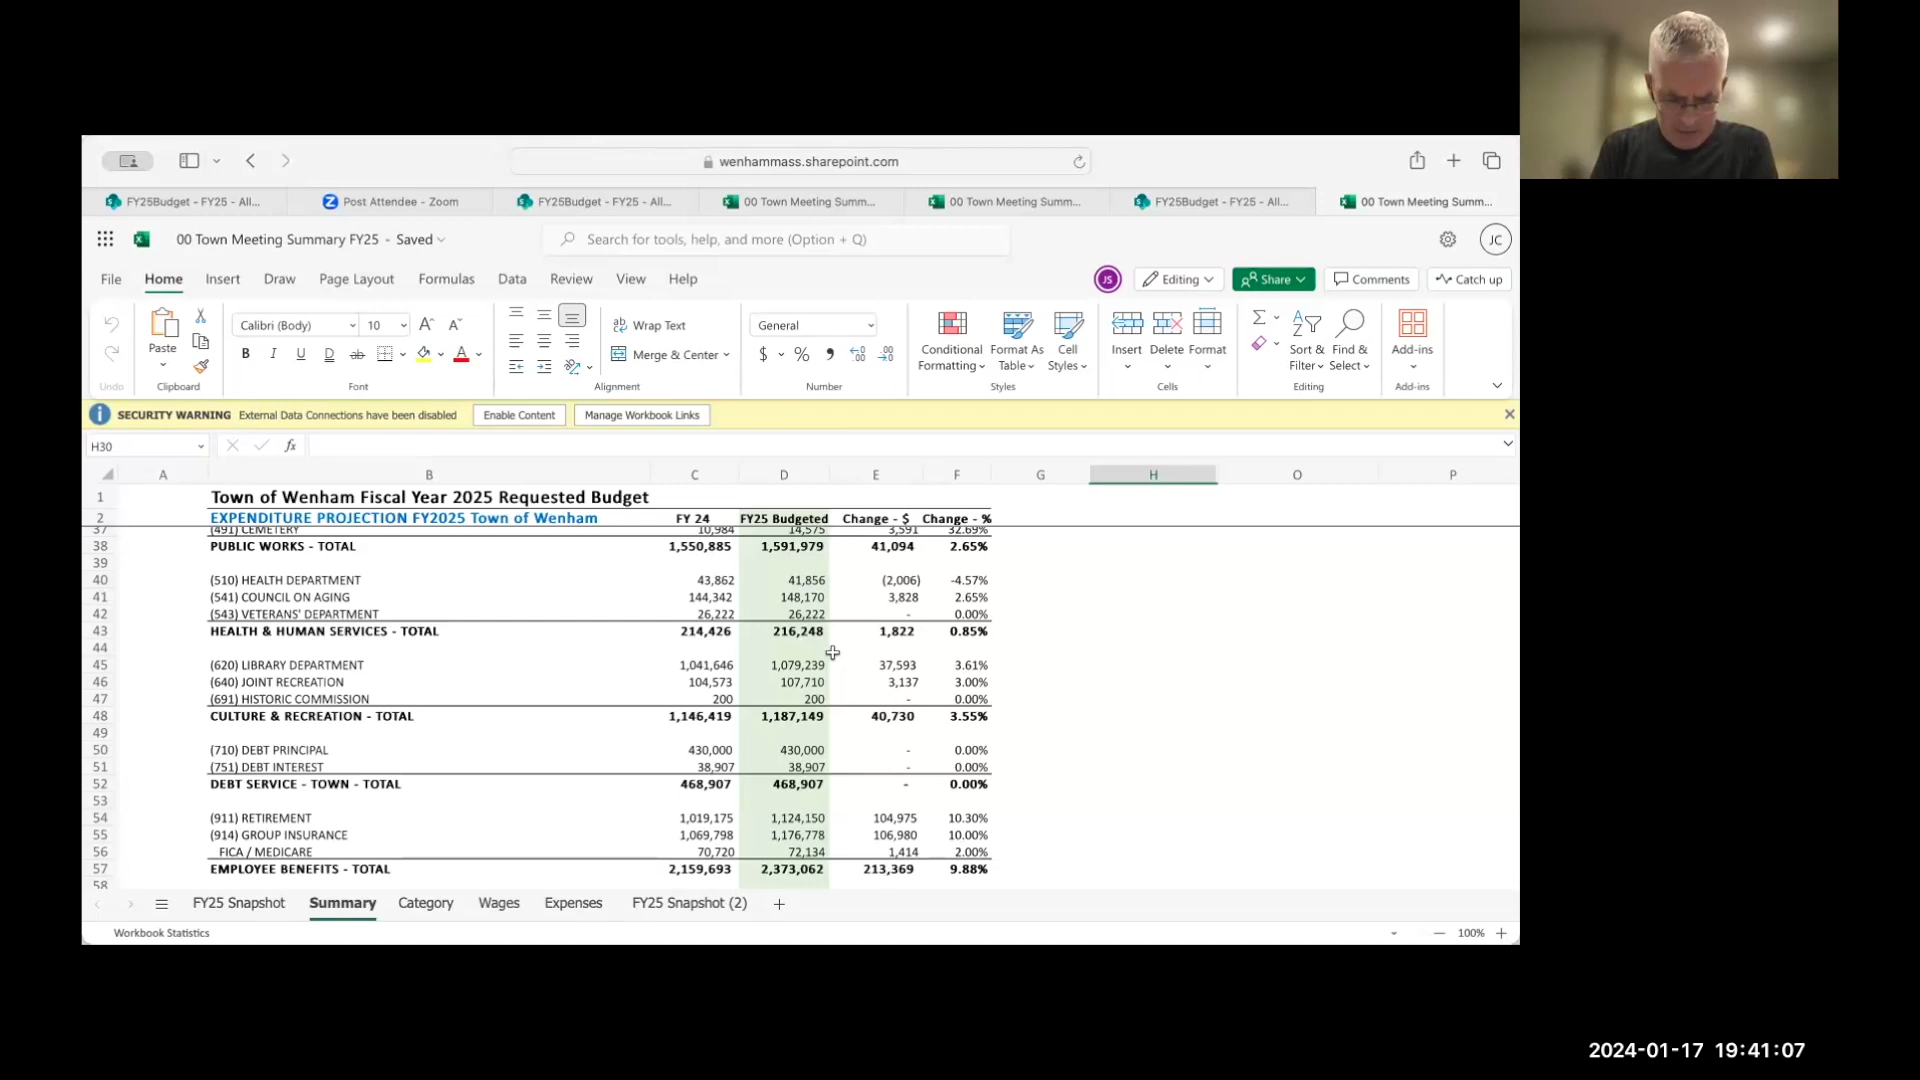 wenhammass.sharepoint.com
FY25Budget - FY25 - All... Post Attendee - Zoom FY25Budget - FY25 - All... 00 Town Meeting Summ... 00 Town Meeting Summ... FY25Budget - FY25 - All... 00 Town Meeting Summ...
00 Town Meeting Summary FY25 - Saved Search for tools, help, and more (Option + Q) JC
File Home Insert Draw Page Layout Formulas Data Review View Help JS Editing Share Comments Catch up
Calibri (Body) 10 Wrap Text General
Paste B I U D ab A Merge & Center $ % Conditional Formatting Format As Table Cell Styles Insert Delete Format Sort & Filter Find & Select Add-ins
Undo Clipboard Font Alignment Number Styles Cells Editing Add-ins
SECURITY WARNING External Data Connections have been disabled Enable Content Manage Workbook Links
H30 fx
A B C D E F G H O P
1 Town of Wenham Fiscal Year 2025 Requested Budget
2 EXPENDITURE PROJECTION FY2025 Town of Wenham FY 24 FY25 Budgeted Change - $ Change - %
37 (491) CEMETERY 10,984 14,575 3,591 32.69%
38 PUBLIC WORKS - TOTAL 1,550,885 1,591,979 41,094 2.65%
39
40 (510) HEALTH DEPARTMENT 43,862 41,856 (2,006) -4.57%
41 (541) COUNCIL ON AGING 144,342 148,170 3,828 2.65%
42 (543) VETERANS' DEPARTMENT 26,222 26,222 - 0.00%
43 HEALTH & HUMAN SERVICES - TOTAL 214,426 216,248 1,822 0.85%
44
45 (620) LIBRARY DEPARTMENT 1,041,646 1,079,239 37,593 3.61%
46 (640) JOINT RECREATION 104,573 107,710 3,137 3.00%
47 (691) HISTORIC COMMISSION 200 200 - 0.00%
48 CULTURE & RECREATION - TOTAL 1,146,419 1,187,149 40,730 3.55%
49
50 (710) DEBT PRINCIPAL 430,000 430,000 - 0.00%
51 (751) DEBT INTEREST 38,907 38,907 - 0.00%
52 DEBT SERVICE - TOWN - TOTAL 468,907 468,907 - 0.00%
53
54 (911) RETIREMENT 1,019,175 1,124,150 104,975 10.30%
55 (914) GROUP INSURANCE 1,069,798 1,176,778 106,980 10.00%
56 FICA / MEDICARE 70,720 72,134 1,414 2.00%
57 EMPLOYEE BENEFITS - TOTAL 2,159,693 2,373,062 213,369 9.88%
58
FY25 Snapshot Summary Category Wages Expenses FY25 Snapshot (2)
Workbook Statistics 100%
2024-01-17 19:41:07